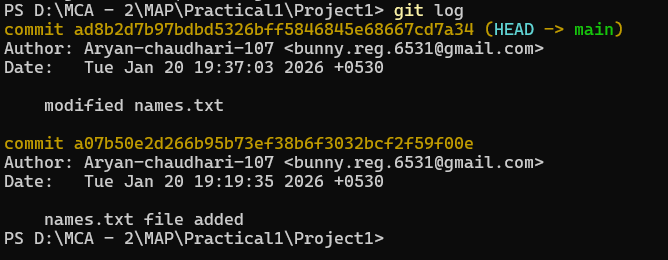 PS D:\MCA - 2\MAP\Practical1\Project1> git log
commit ad8b2d7b97bdbd5326bff5846845e68667cd7a34 (HEAD -> main)
Author: Aryan-chaudhari-107 <bunny.reg.6531@gmail.com>
Date:   Tue Jan 20 19:37:03 2026 +0530
    modified names.txt
commit a07b50e2d266b95b73ef38b6f3032bcf2f59f00e
Author: Aryan-chaudhari-107 <bunny.reg.6531@gmail.com>
Date:   Tue Jan 20 19:19:35 2026 +0530
    names.txt file added
PS D:\MCA - 2\MAP\Practical1\Project1>